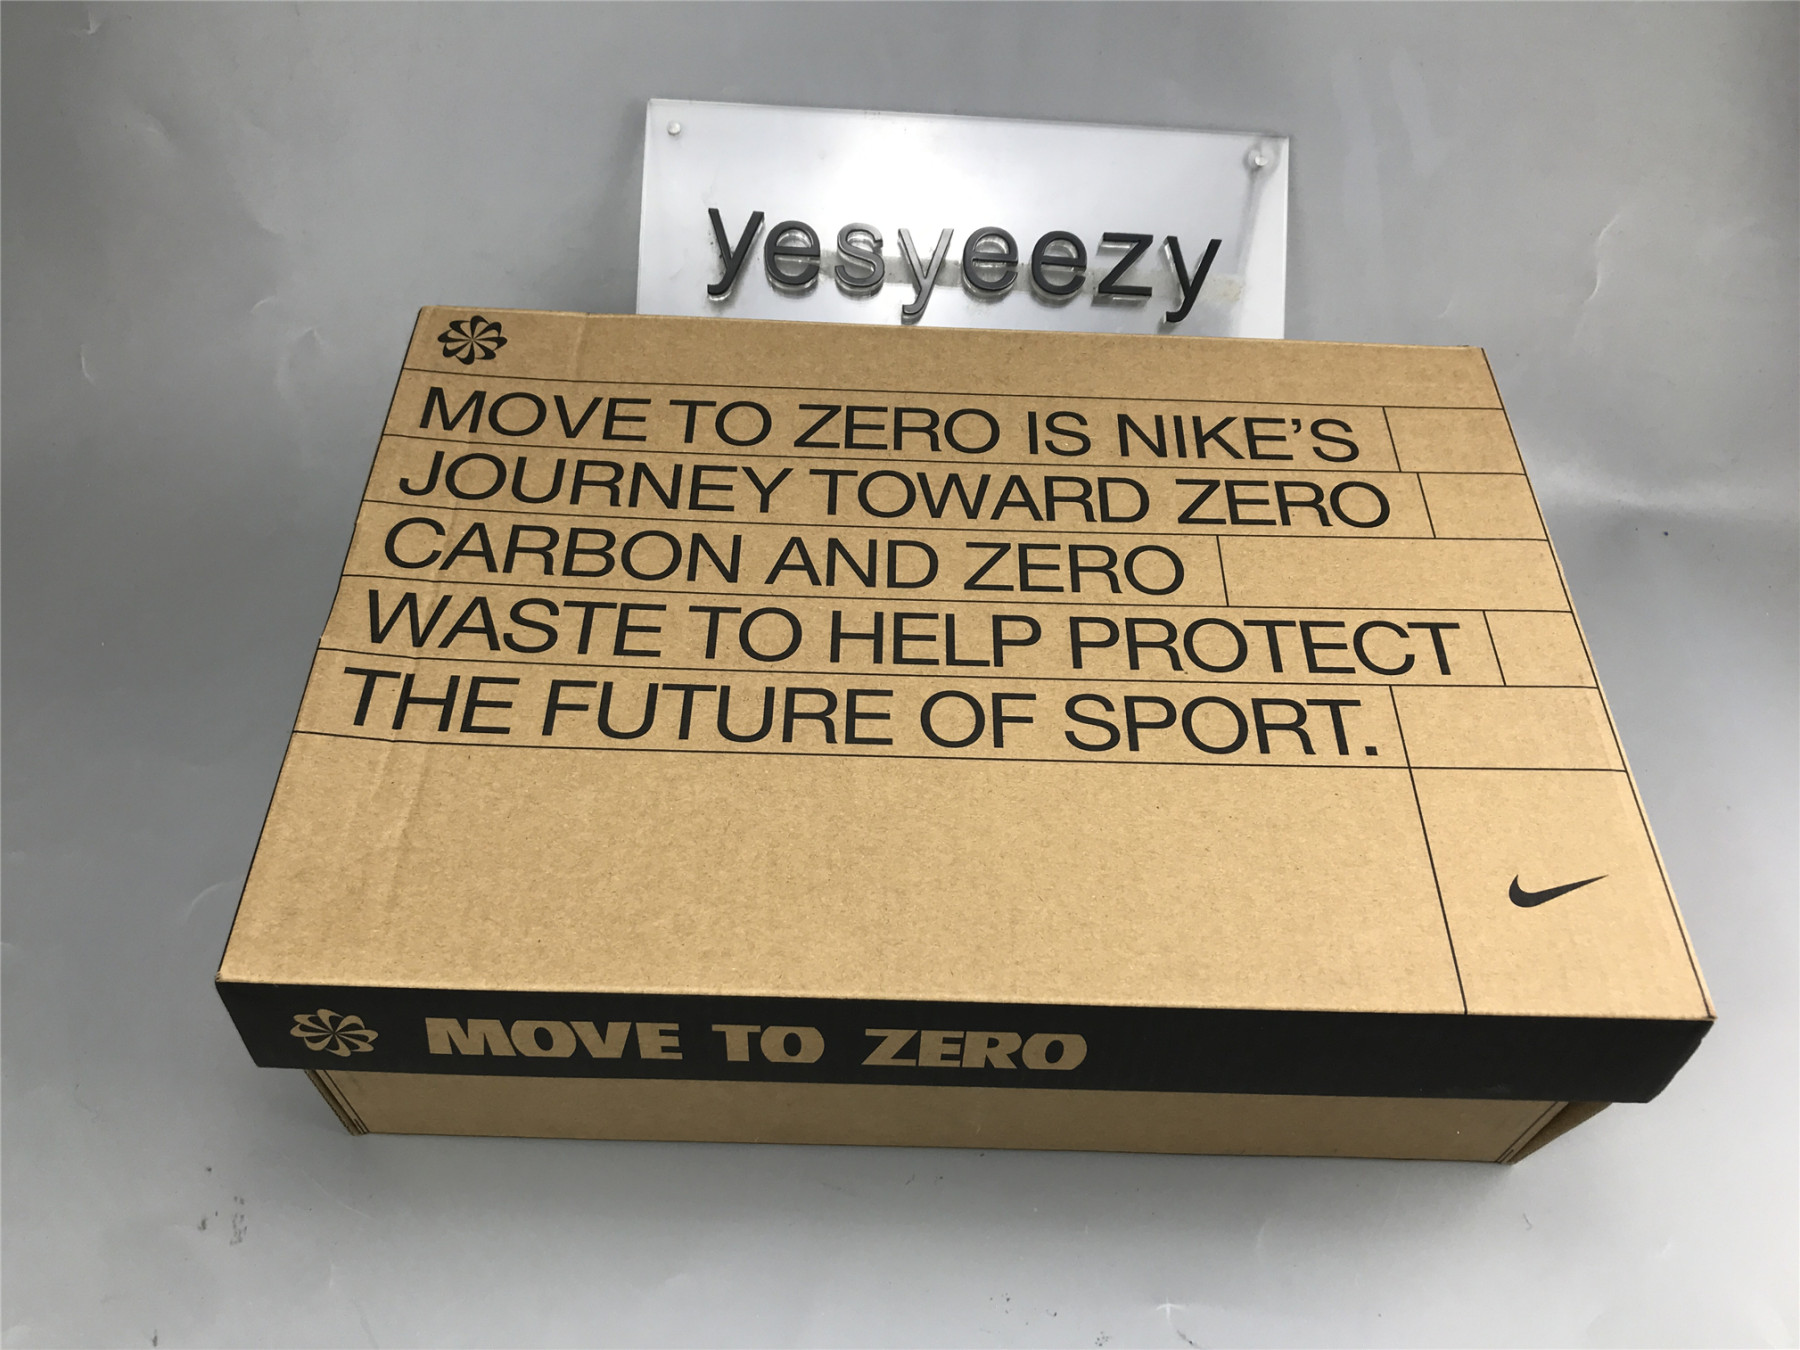 yesyeezy
MOVE TO ZERO IS NIKE'S
JOURNEY TOWARD ZERO
CARBON AND ZERO
WASTE TO HELP PROTECT
THE FUTURE OF SPORT.
MOVE TO ZERO